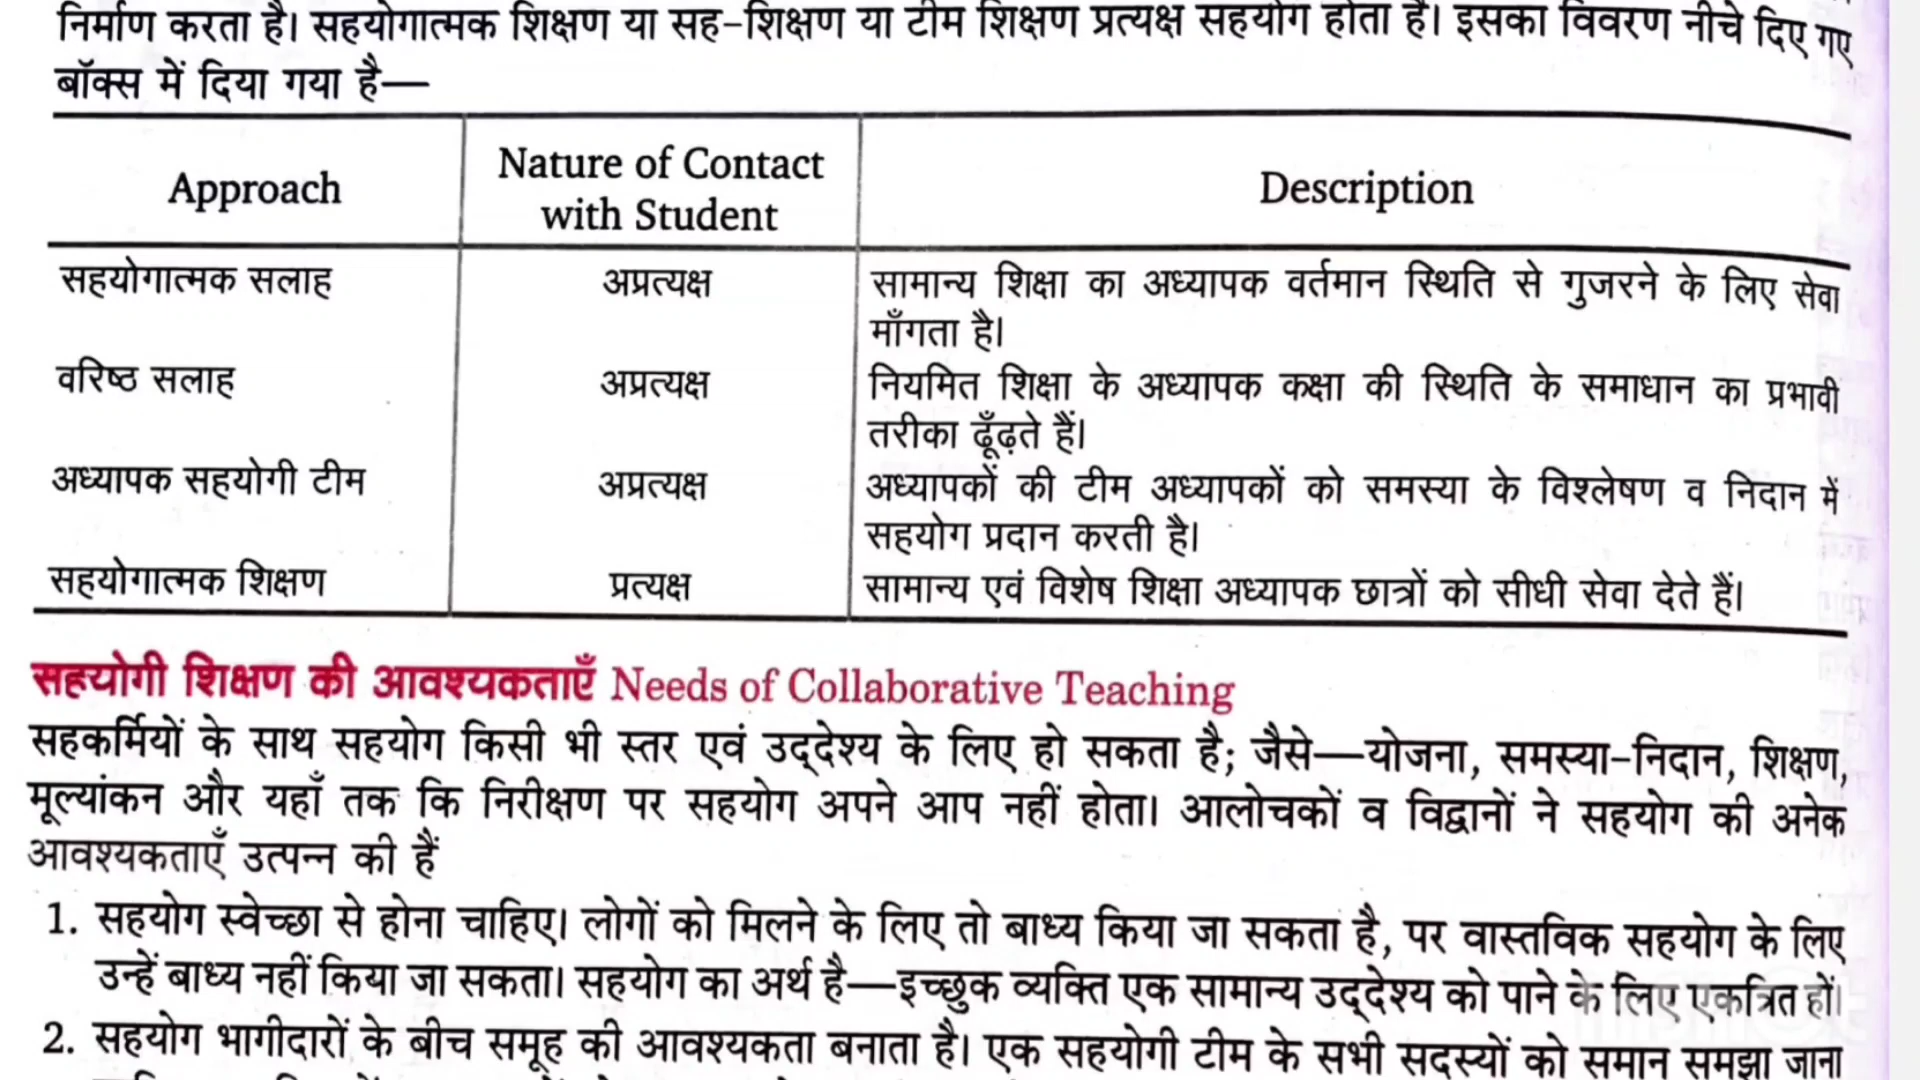 निर्माण करता है। सहयोगात्मक शिक्षण या सह-शिक्षण या टीम शिक्षण प्रत्यक्ष सहयोग होता है। इसका विवरण नीचे दिए गए
बॉक्स में दिया गया है—
Approach
Nature of Contact
with Student
Description
सहयोगात्मक सलाह
अप्रत्यक्ष
सामान्य शिक्षा का अध्यापक वर्तमान स्थिति से गुजरने के लिए सेवा
माँगता है।
वरिष्ठ सलाह
अप्रत्यक्ष
नियमित शिक्षा के अध्यापक कक्षा की स्थिति के समाधान का प्रभावी
तरीका ढूँढ़ते हैं।
अध्यापक सहयोगी टीम
अप्रत्यक्ष
अध्यापकों की टीम अध्यापकों को समस्या के विश्लेषण व निदान में
सहयोग प्रदान करती है।
सहयोगात्मक शिक्षण
प्रत्यक्ष
सामान्य एवं विशेष शिक्षा अध्यापक छात्रों को सीधी सेवा देते हैं।
सहयोगी शिक्षण की आवश्यकताएँ Needs of Collaborative Teaching
सहकर्मियों के साथ सहयोग किसी भी स्तर एवं उद्देश्य के लिए हो सकता है; जैसे—योजना, समस्या-निदान, शिक्षण,
मूल्यांकन और यहाँ तक कि निरीक्षण पर सहयोग अपने आप नहीं होता। आलोचकों व विद्वानों ने सहयोग की अनेक
आवश्यकताएँ उत्पन्न की हैं
1. सहयोग स्वेच्छा से होना चाहिए। लोगों को मिलने के लिए तो बाध्य किया जा सकता है, पर वास्तविक सहयोग के लिए
उन्हें बाध्य नहीं किया जा सकता। सहयोग का अर्थ है—इच्छुक व्यक्ति एक सामान्य उद्देश्य को पाने के लिए एकत्रित हों।
2. सहयोग भागीदारों के बीच समूह की आवश्यकता बनाता है। एक सहयोगी टीम के सभी सदस्यों को समान समझा जाना